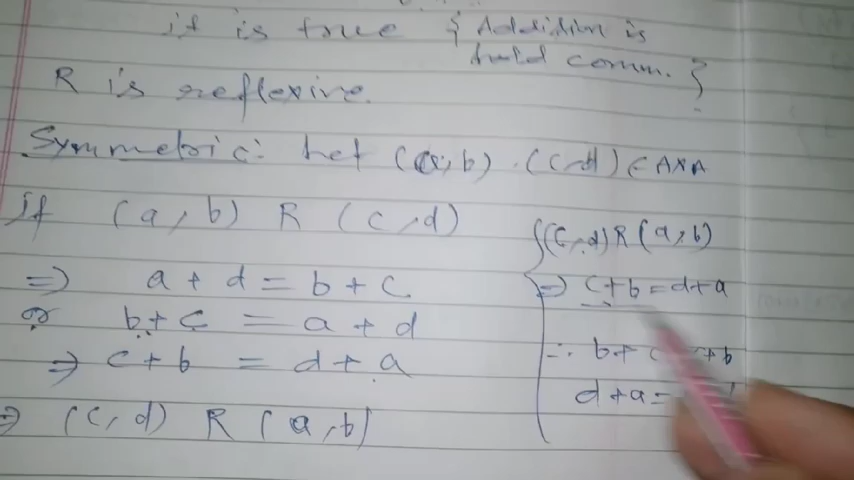 it is true { Addition is
hold comm. }
R is reflexive.
Symmetric: Let (a,b) . (c,d) ∈ A×A
If (a,b) R (c,d)
⇒ a + d = b + c
or b + c = a + d
⇒ c + b = d + a
⇒ (c,d) R (a,b)
{ (c,d) R (a,b)
⇒ c+b = d+a
∴ b+c + b
d+a =